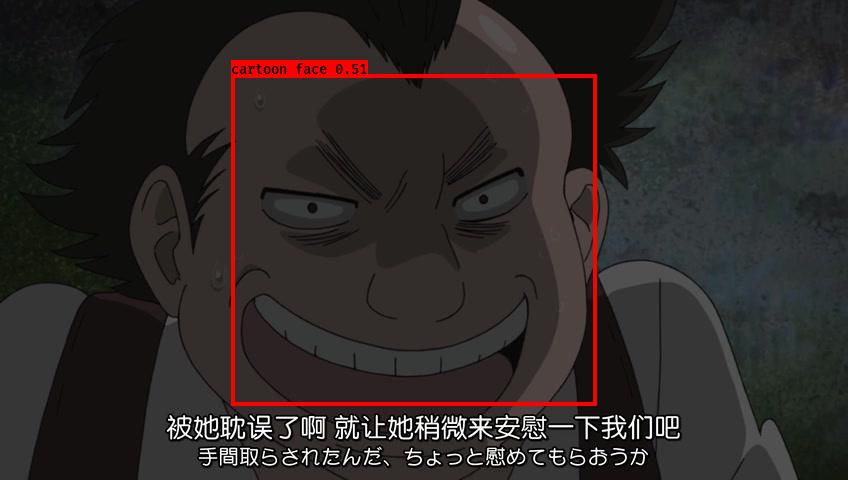 cartoon face 0.51
被她耽误了啊 就让她稍微来安慰一下我们吧
手間取らされたんだ、ちょっと慰めてもらおうか